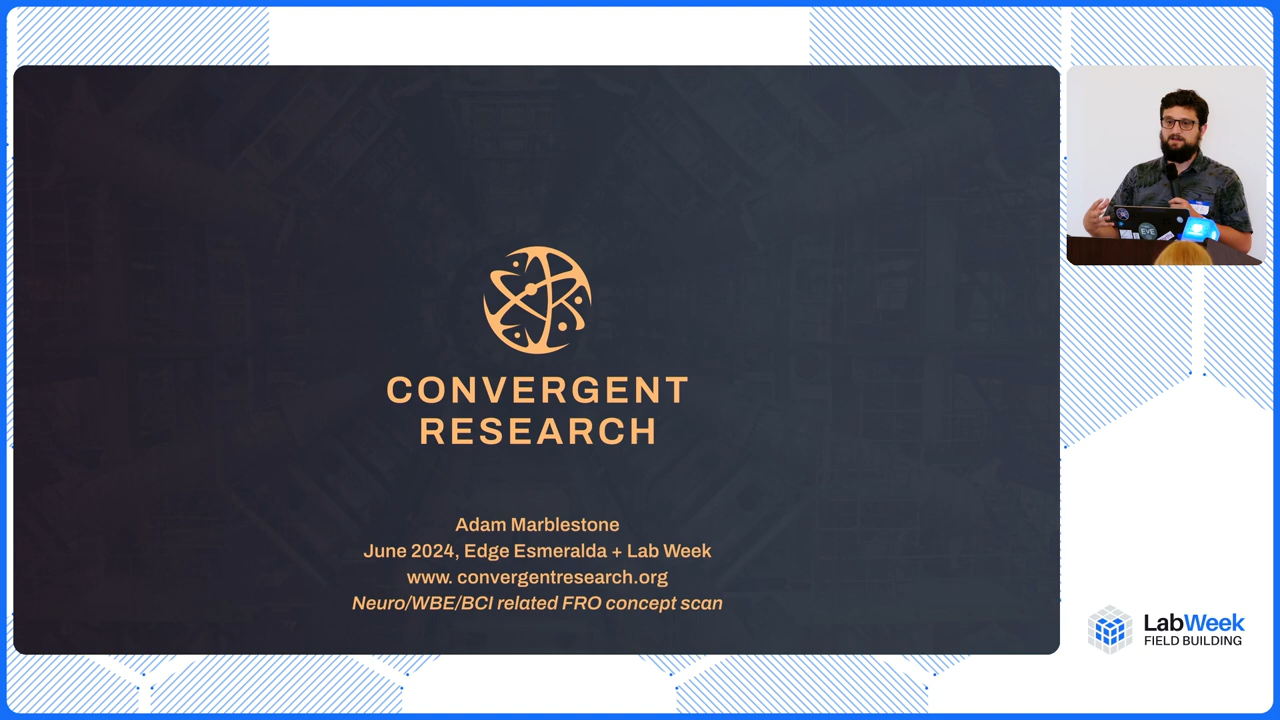 CONVERGENT
RESEARCH
Adam Marblestone
June 2024, Edge Esmeralda + Lab Week
www. convergentresearch.org
Neuro/WBE/BCI related FRO concept scan
EVE
LabWeek
FIELD BUILDING